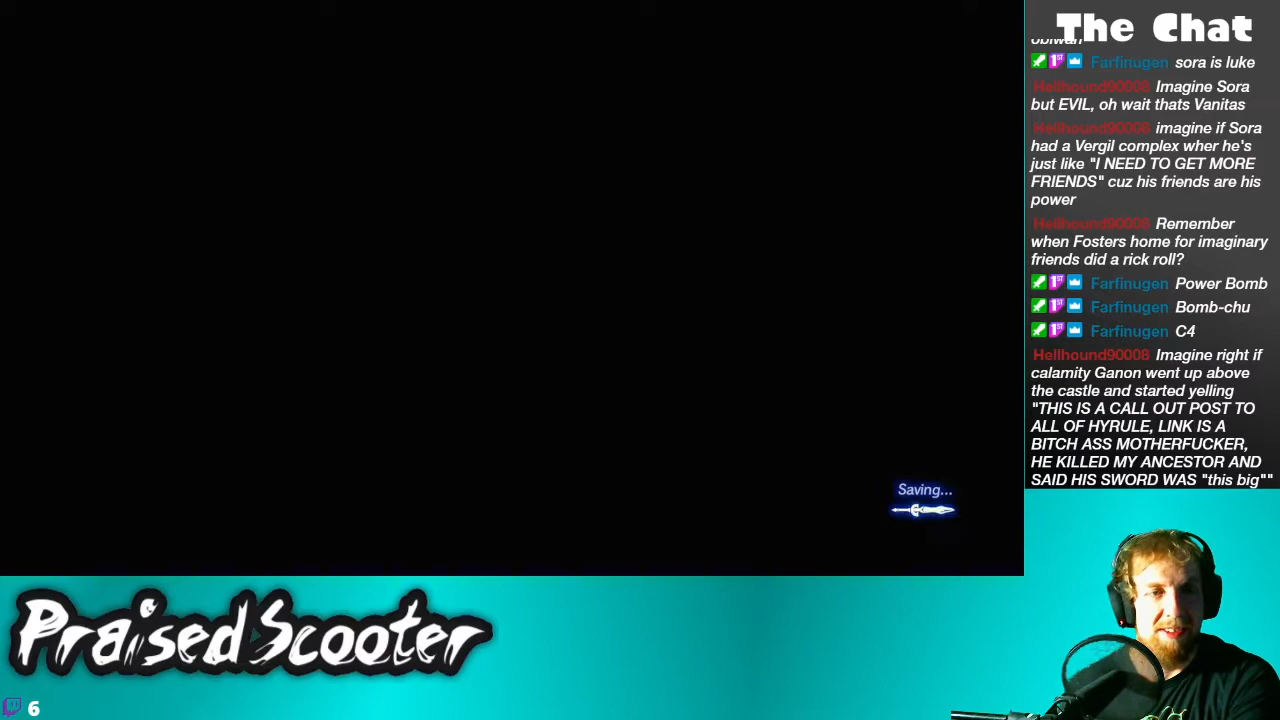 The Chat
obiwan
1ST Farfinugen sora is luke
Hellhound90008 Imagine Sora
but EVIL, oh wait thats Vanitas
Hellhound90008 imagine if Sora
had a Vergil complex wher he's
just like "I NEED TO GET MORE
FRIENDS" cuz his friends are his
power
Hellhound90008 Remember
when Fosters home for imaginary
friends did a rick roll?
1ST Farfinugen Power Bomb
1ST Farfinugen Bomb-chu
1ST Farfinugen C4
Hellhound90008 Imagine right if
calamity Ganon went up above
the castle and started yelling
"THIS IS A CALL OUT POST TO
ALL OF HYRULE, LINK IS A
BITCH ASS MOTHERFUCKER,
HE KILLED MY ANCESTOR AND
SAID HIS SWORD WAS "this big""
Saving...
PraisedScooter
6